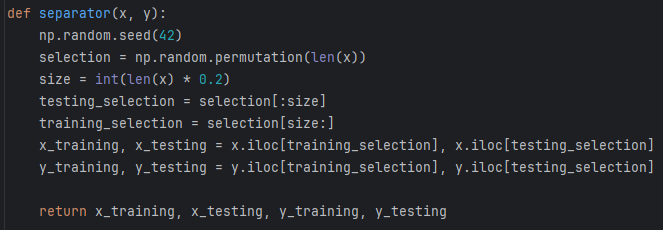 def separator(x, y):
    np.random.seed(42)
    selection = np.random.permutation(len(x))
    size = int(len(x) * 0.2)
    testing_selection = selection[:size]
    training_selection = selection[size:]
    x_training, x_testing = x.iloc[training_selection], x.iloc[testing_selection]
    y_training, y_testing = y.iloc[training_selection], y.iloc[testing_selection]

    return x_training, x_testing, y_training, y_testing